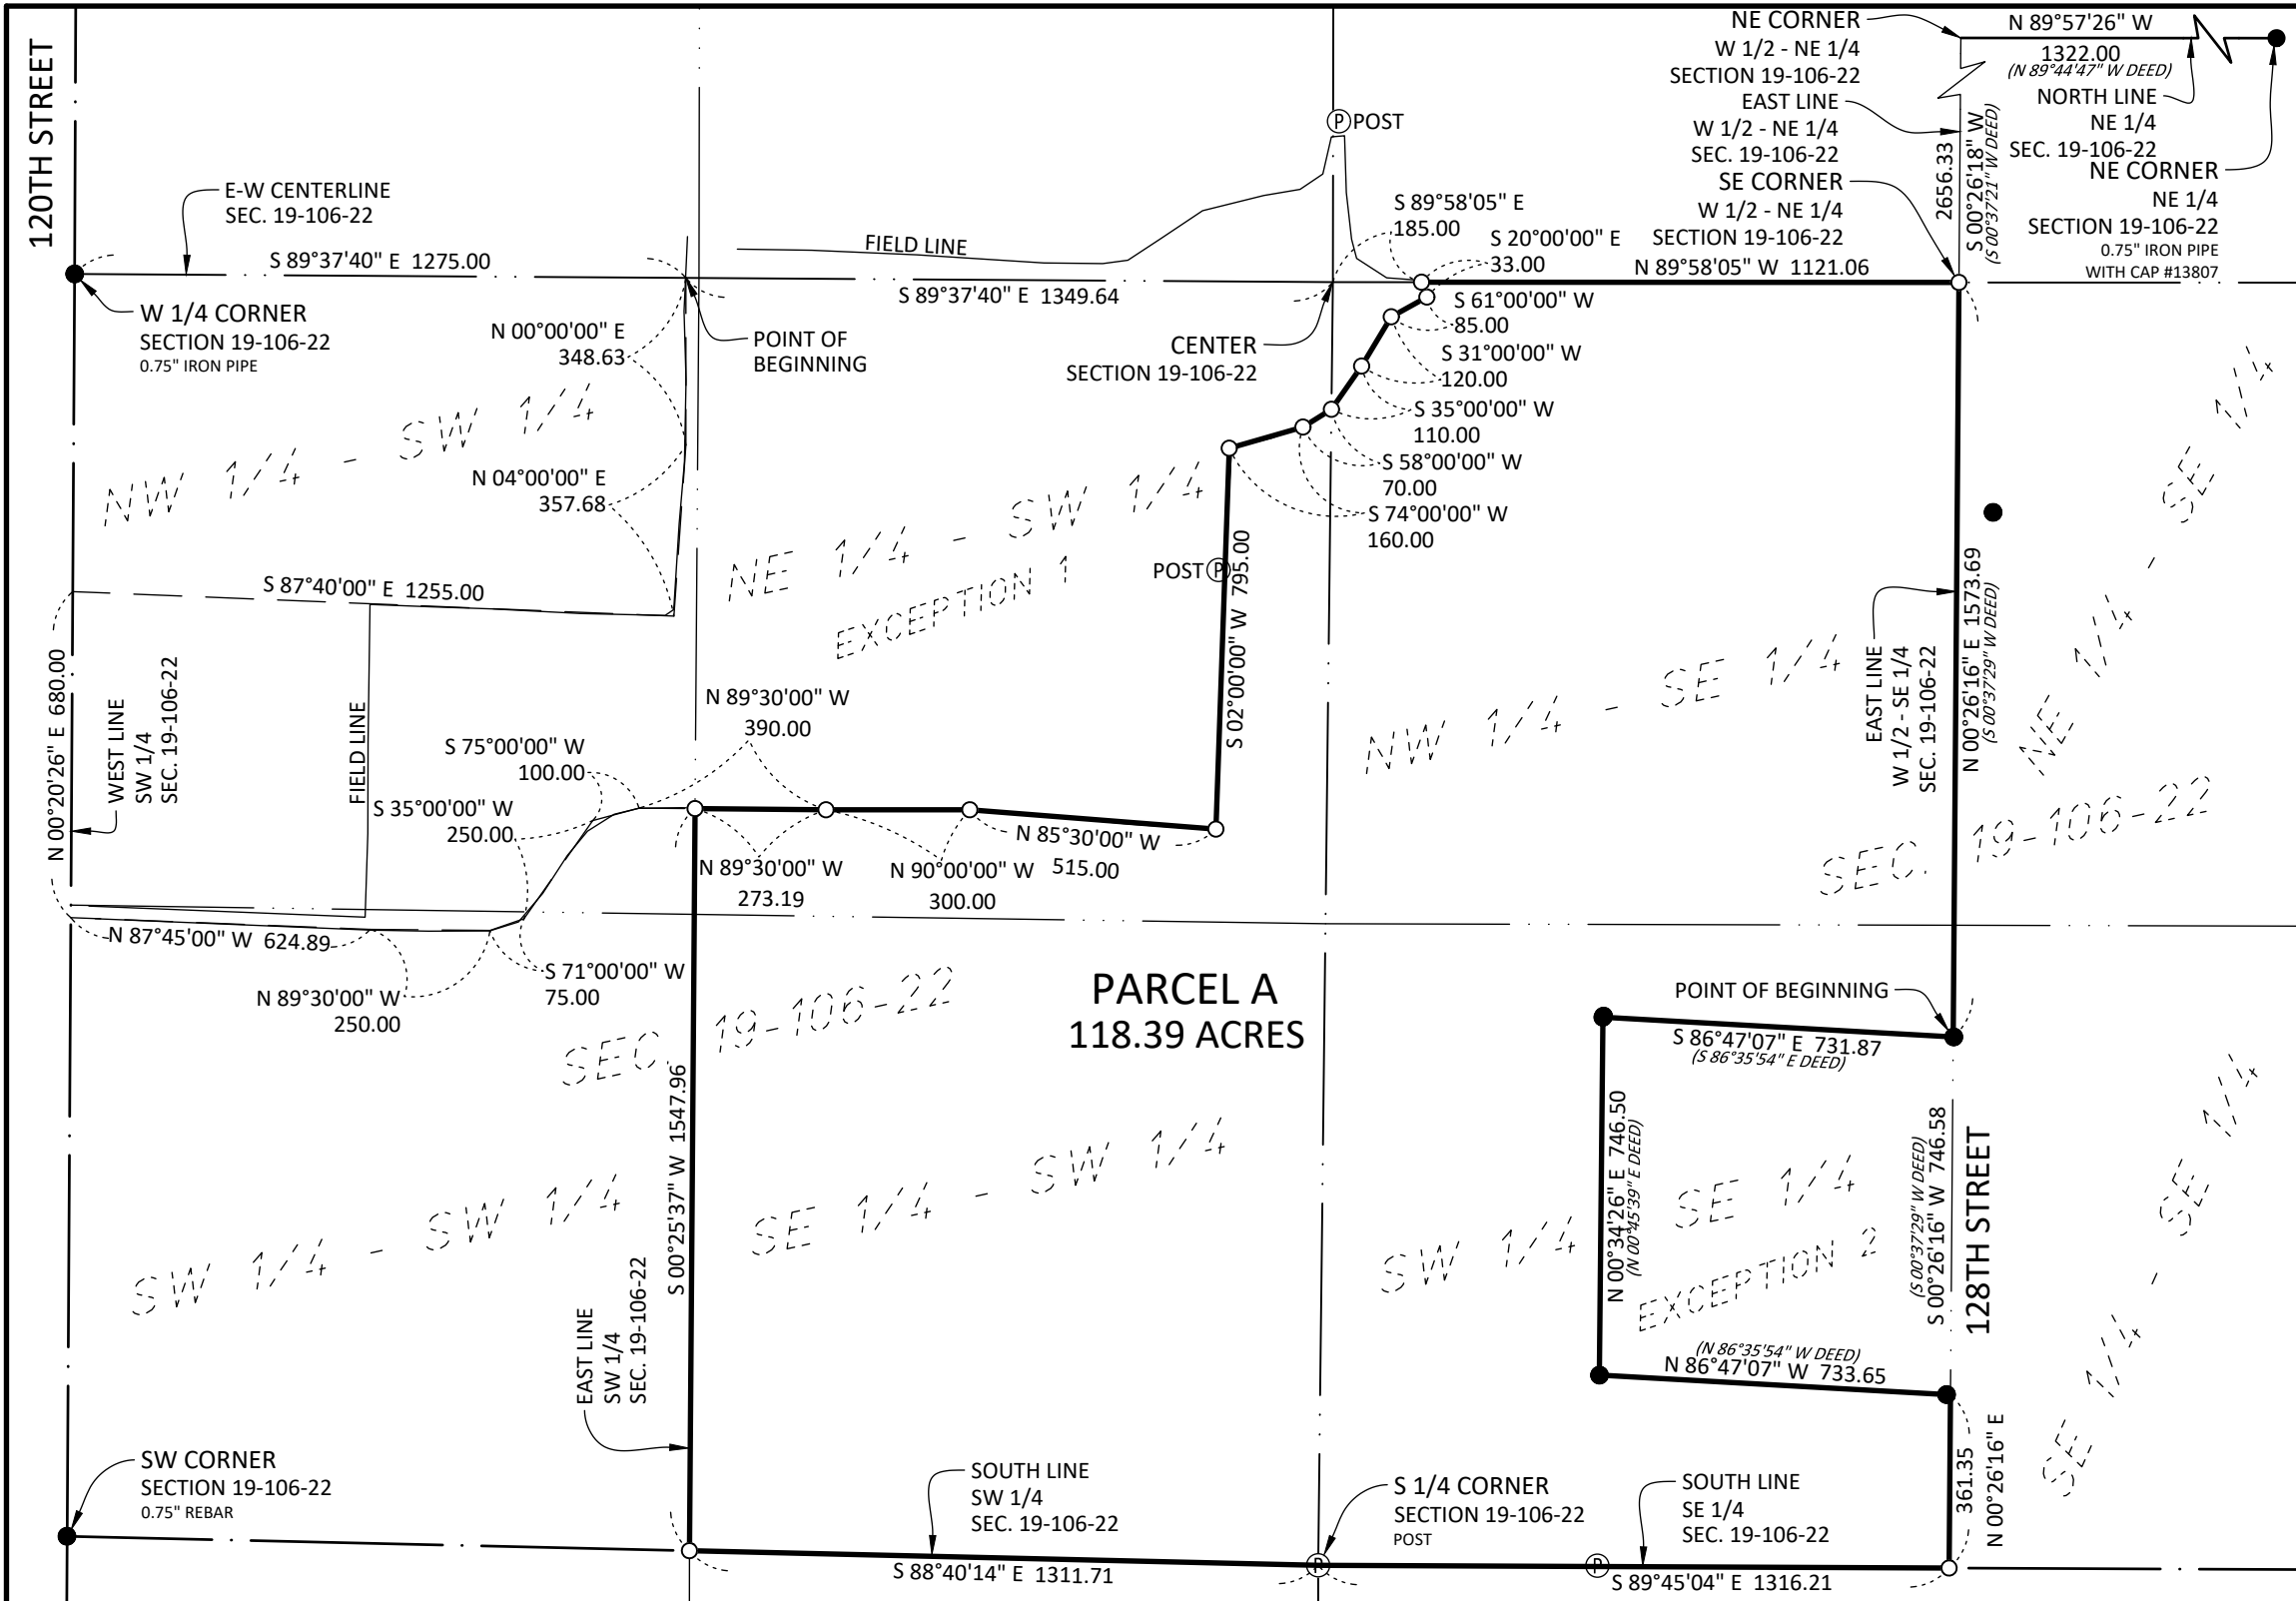 120TH STREET
NE CORNER
W 1/2 - NE 1/4
SECTION 19-106-22
EAST LINE
W 1/2 - NE 1/4
SEC. 19-106-22
SE CORNER
W 1/2 - NE 1/4
SECTION 19-106-22
N 89°57'26" W
1322.00
(N 89°44'47" W DEED)
NORTH LINE
NE 1/4
SEC. 19-106-22
NE CORNER
NE 1/4
SECTION 19-106-22
0.75" IRON PIPE
WITH CAP #13807
2656.33
S 00°26'18" W
(S 00°37'21" W DEED)
P POST
E-W CENTERLINE
SEC. 19-106-22
S 89°37'40" E 1275.00
FIELD LINE
S 89°37'40" E 1349.64
S 89°58'05" E
185.00
S 20°00'00" E
33.00
N 89°58'05" W 1121.06
W 1/4 CORNER
SECTION 19-106-22
0.75" IRON PIPE
N 00°00'00" E
348.63
POINT OF
BEGINNING
CENTER
SECTION 19-106-22
S 61°00'00" W
85.00
S 31°00'00" W
120.00
S 35°00'00" W
110.00
S 58°00'00" W
70.00
S 74°00'00" W
160.00
NW 1/4 - SW 1/4
N 04°00'00" E
357.68
NE 1/4 - SW 1/4
EXCEPTION 1
POST P
S 02°00'00" W 795.00
S 87°40'00" E 1255.00
N 00°20'26" E 680.00
WEST LINE
SW 1/4
SEC. 19-106-22
FIELD LINE
N 89°30'00" W
390.00
S 75°00'00" W
100.00
S 35°00'00" W
250.00
N 89°30'00" W
273.19
N 90°00'00" W
300.00
N 85°30'00" W
515.00
NW 1/4 - SE 1/4
EAST LINE
W 1/2 - SE 1/4
SEC. 19-106-22
N 00°26'16" E 1573.69
(S 00°37'29" W DEED)
NE 1/4 - SE 1/4
SEC. 19-106-22
N 87°45'00" W 624.89
N 89°30'00" W
250.00
S 71°00'00" W
75.00
SEC. 19-106-22
PARCEL A
118.39 ACRES
POINT OF BEGINNING
S 86°47'07" E 731.87
(S 86°35'54" E DEED)
S 00°25'37" W 1547.96
N 00°34'26" E 746.50
(N 00°45'39" E DEED)
(S 00°37'29" W DEED)
S 00°26'16" W 746.58
128TH STREET
SW 1/4 - SW 1/4
SE 1/4 - SW 1/4
SW 1/4 SE 1/4
EXCEPTION 2
SE 1/4 - SE 1/4
(N 86°35'54" W DEED)
N 86°47'07" W 733.65
EAST LINE
SW 1/4
SEC. 19-106-22
SW CORNER
SECTION 19-106-22
0.75" REBAR
SOUTH LINE
SW 1/4
SEC. 19-106-22
S 1/4 CORNER
SECTION 19-106-22
POST
SOUTH LINE
SE 1/4
SEC. 19-106-22
361.35
N 00°26'16" E
P
P
S 88°40'14" E 1311.71
S 89°45'04" E 1316.21